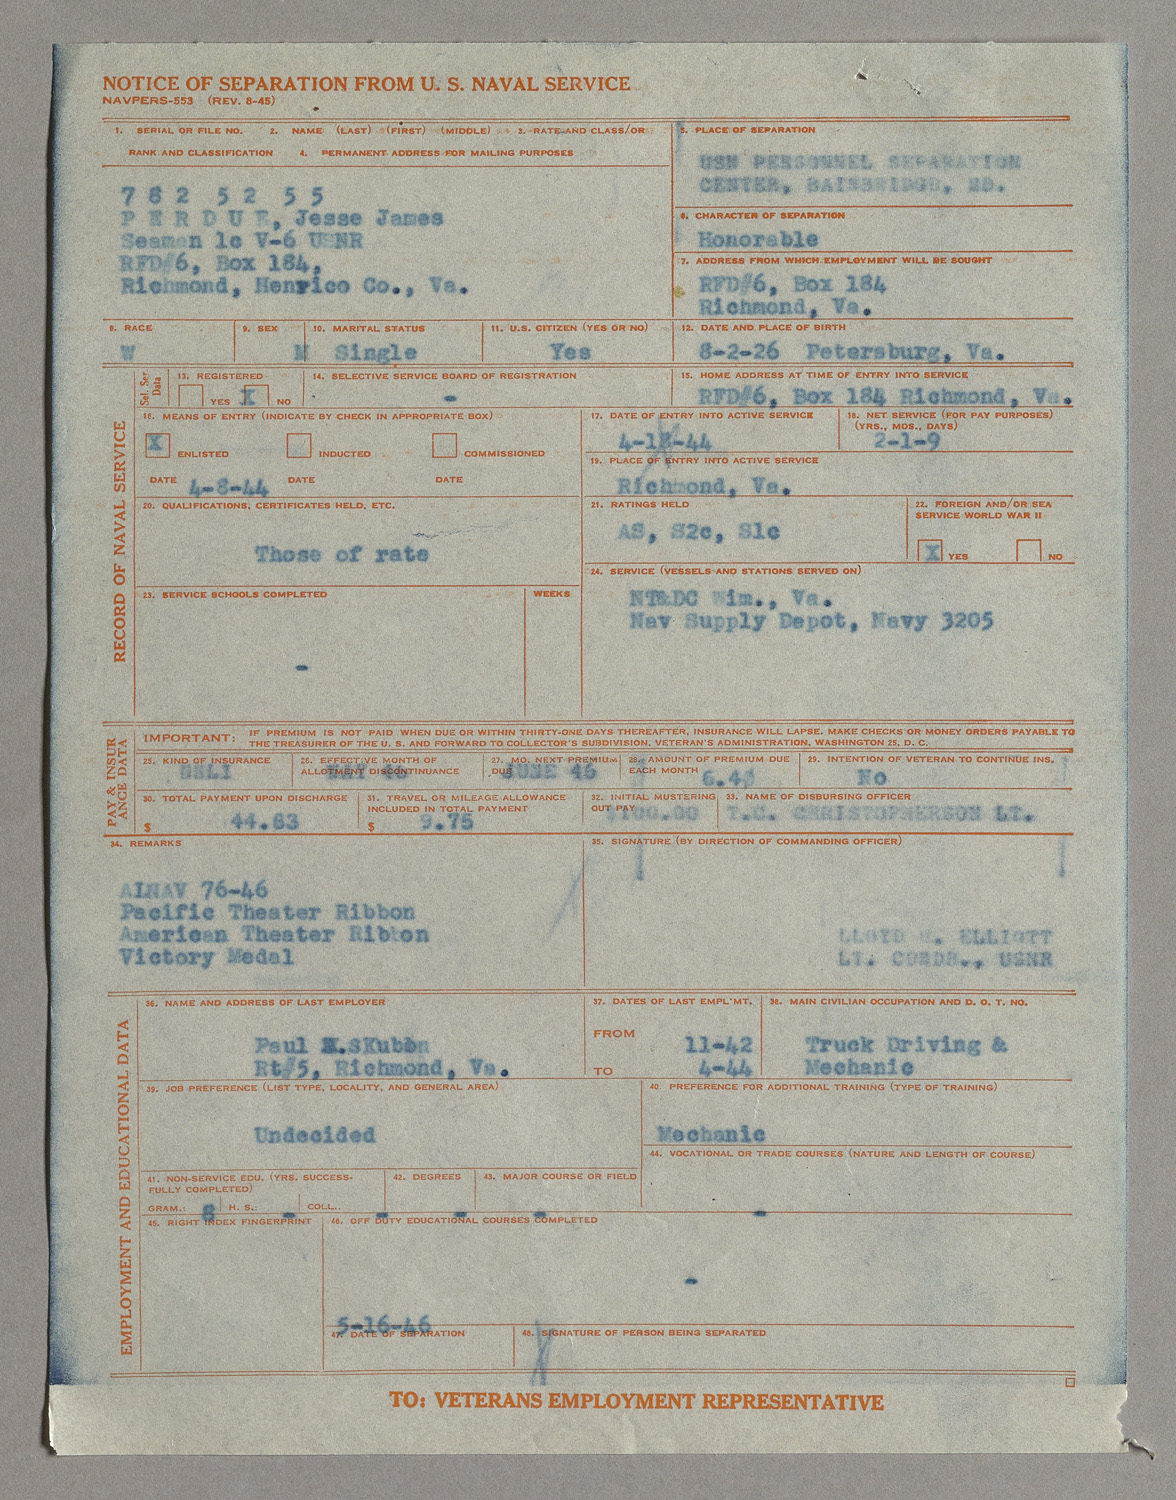 NOTICE OF SEPARATION FROM U. S. NAVAL SERVICE
NAVPERS-553 (REV. 8-45)
1. SERIAL OR FILE NO. 2. NAME (LAST) (FIRST) (MIDDLE) 3. RATE AND CLASS/OR
RANK AND CLASSIFICATION 4. PERMANENT ADDRESS FOR MAILING PURPOSES
782 52 55
PERDUE, Jesse James
Seaman 1c V-6 USNR
RFD#6, Box 184,
Richmond, Henrico Co., Va.
5. PLACE OF SEPARATION
USN PERSONNEL SEPARATION
CENTER, BAINBRIDGE, MD.
6. CHARACTER OF SEPARATION
Honorable
7. ADDRESS FROM WHICH EMPLOYMENT WILL BE SOUGHT
RFD#6, Box 184
Richmond, Va.
8. RACE
W
9. SEX
M
10. MARITAL STATUS
Single
11. U.S. CITIZEN (YES OR NO)
Yes
12. DATE AND PLACE OF BIRTH
8-2-26 Petersburg, Va.
Sel. Ser. Data
13. REGISTERED
YES X NO
14. SELECTIVE SERVICE BOARD OF REGISTRATION
-
15. HOME ADDRESS AT TIME OF ENTRY INTO SERVICE
RFD#6, Box 184 Richmond, Va.
RECORD OF NAVAL SERVICE
16. MEANS OF ENTRY (INDICATE BY CHECK IN APPROPRIATE BOX)
X ENLISTED INDUCTED COMMISSIONED
DATE 4-8-44 DATE DATE
17. DATE OF ENTRY INTO ACTIVE SERVICE
4-18-44
18. NET SERVICE (FOR PAY PURPOSES)
(YRS., MOS., DAYS)
2-1-9
19. PLACE OF ENTRY INTO ACTIVE SERVICE
Richmond, Va.
20. QUALIFICATIONS, CERTIFICATES HELD, ETC.
Those of rate
21. RATINGS HELD
AS, S2c, S1c
22. FOREIGN AND/OR SEA
SERVICE WORLD WAR II
X YES NO
23. SERVICE SCHOOLS COMPLETED WEEKS
-
24. SERVICE (VESSELS AND STATIONS SERVED ON)
NT&DC Wim., Va.
Nav Supply Depot, Navy 3205
PAY & INSUR
ANCE DATA
IMPORTANT: IF PREMIUM IS NOT PAID WHEN DUE OR WITHIN THIRTY-ONE DAYS THEREAFTER, INSURANCE WILL LAPSE. MAKE CHECKS OR MONEY ORDERS PAYABLE TO
THE TREASURER OF THE U. S. AND FORWARD TO COLLECTOR'S SUBDIVISION, VETERAN'S ADMINISTRATION, WASHINGTON 25, D. C.
25. KIND OF INSURANCE
NSLI
26. EFFECTIVE MONTH OF
ALLOTMENT DISCONTINUANCE
MAY 46
27. MO. NEXT PREMIUM
DUE JUNE 46
28. AMOUNT OF PREMIUM DUE
EACH MONTH
29. INTENTION OF VETERAN TO CONTINUE INS.
No
30. TOTAL PAYMENT UPON DISCHARGE
$ 44.83
31. TRAVEL OR MILEAGE ALLOWANCE
INCLUDED IN TOTAL PAYMENT
$ 9.75
32. INITIAL MUSTERING
OUT PAY
$100.00
33. NAME OF DISBURSING OFFICER
T.C. CHRISTOPHERSON LT.
34. REMARKS
ALNAV 76-46
Pacific Theater Ribbon
American Theater Ribbon
Victory Medal
35. SIGNATURE (BY DIRECTION OF COMMANDING OFFICER)
LLOYD ELLIOTT
LT. COMDR., USNR
EMPLOYMENT AND EDUCATIONAL DATA
36. NAME AND ADDRESS OF LAST EMPLOYER
Paul
Rt#5, Richmond, Va.
37. DATES OF LAST EMPL'MT.
FROM 11-42
TO 4-44
38. MAIN CIVILIAN OCCUPATION AND D. O. T. NO.
Truck Driving &
Mechanic
39. JOB PREFERENCE (LIST TYPE, LOCALITY, AND GENERAL AREA)
Undecided
40. PREFERENCE FOR ADDITIONAL TRAINING (TYPE OF TRAINING)
Mechanic
41. NON-SERVICE EDU. (YRS. SUCCESS-
FULLY COMPLETED)
GRAM.: 8 H. S.: - COLL.:
42. DEGREES
-
43. MAJOR COURSE OR FIELD
- -
44. VOCATIONAL OR TRADE COURSES (NATURE AND LENGTH OF COURSE)
-
45. RIGHT INDEX FINGERPRINT
46. OFF DUTY EDUCATIONAL COURSES COMPLETED
-
5-16-46
47. DATE OF SEPARATION
48. SIGNATURE OF PERSON BEING SEPARATED
TO: VETERANS EMPLOYMENT REPRESENTATIVE